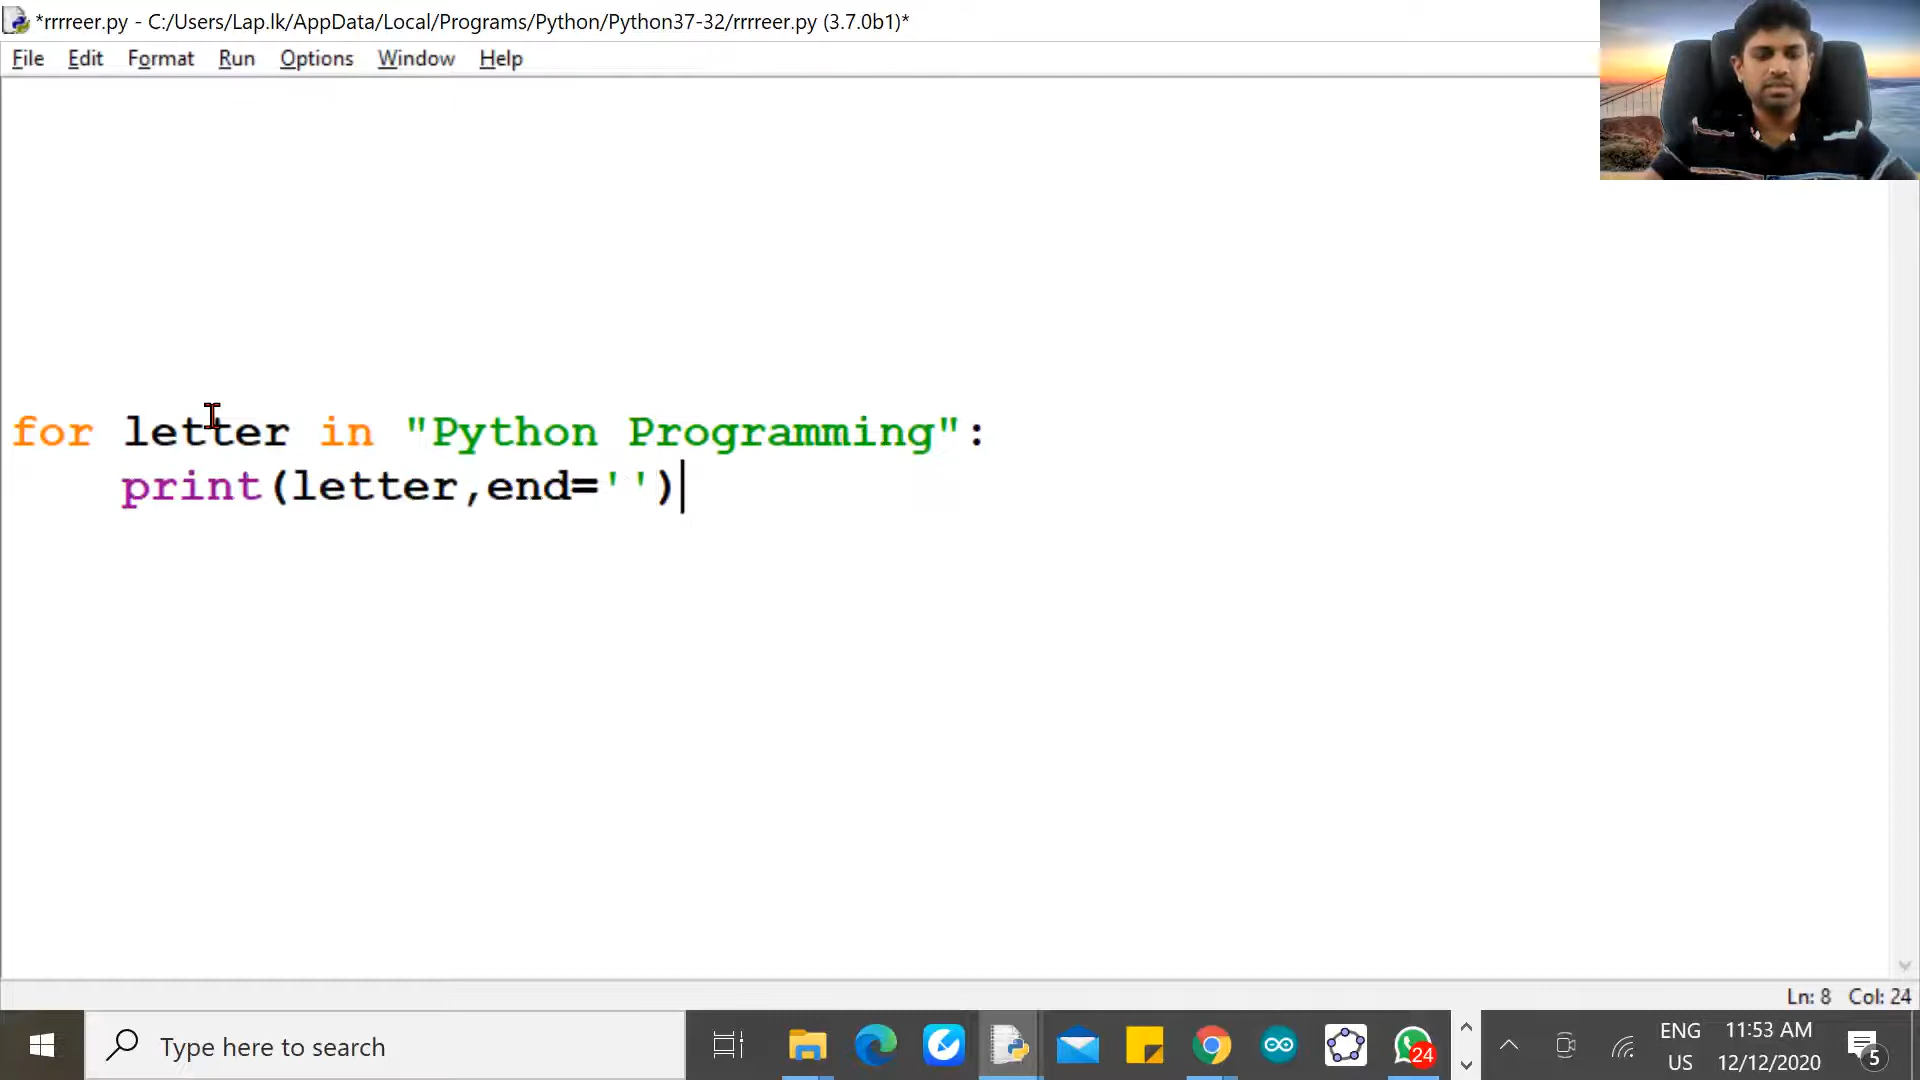 *rrrreer.py - C:/Users/Lap.lk/AppData/Local/Programs/Python/Python37-32/rrrreer.py (3.7.0b1)*
File Edit Format Run Options Window Help
for letter in "Python Programming":
    print(letter,end='')
Ln: 8 Col: 24
Type here to search
24
ENG
US
11:53 AM
12/12/2020
5